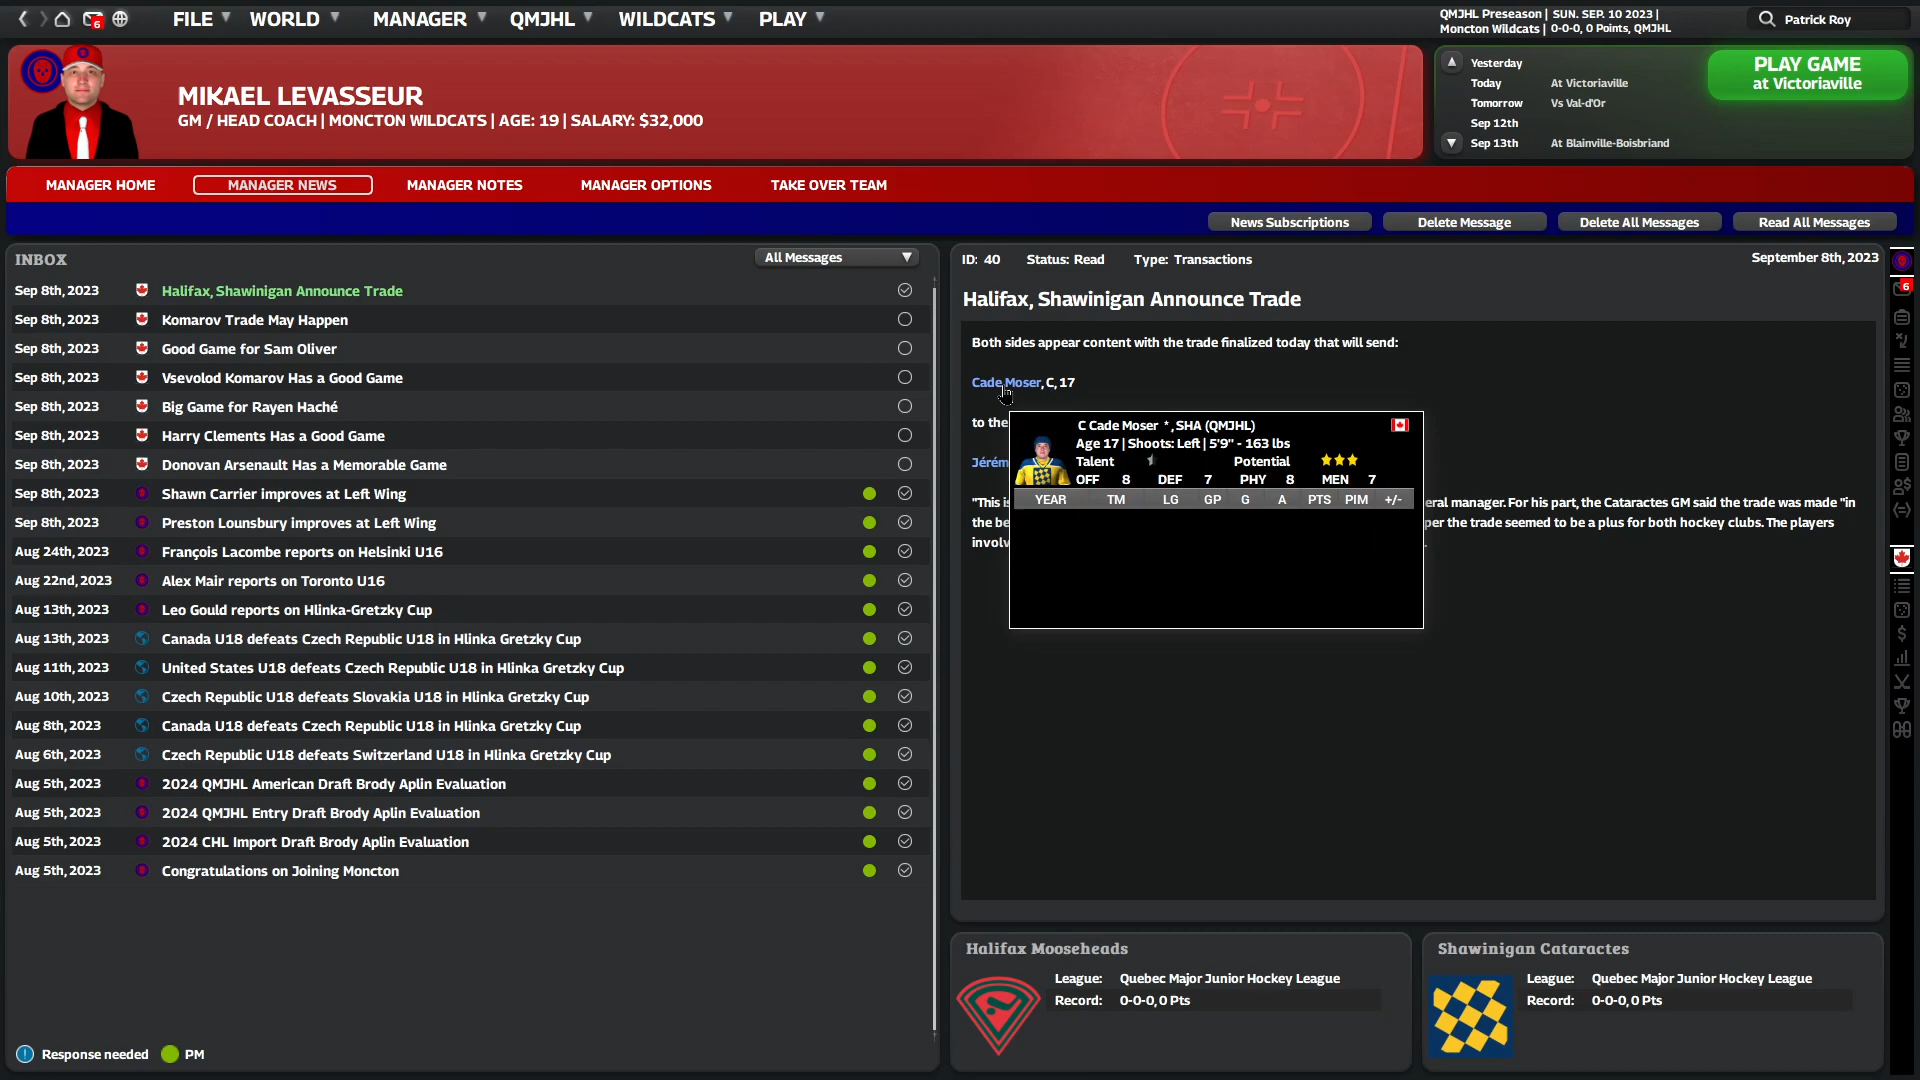 6
FILE
WORLD
MANAGER
QMJHL
WILDCATS
PLAY
QMJHL Preseason | SUN. SEP. 10 2023 |
Moncton Wildcats | 0-0-0, 0 Points, QMJHL
Patrick Roy
MIKAEL LEVASSEUR
GM / HEAD COACH | MONCTON WILDCATS | AGE: 19 | SALARY: $32,000
Yesterday
Today At Victoriaville
Tomorrow Vs Val-d'Or
Sep 12th
Sep 13th At Blainville-Boisbriand
PLAY GAME
at Victoriaville
MANAGER HOME
MANAGER NEWS
MANAGER NOTES
MANAGER OPTIONS
TAKE OVER TEAM
News Subscriptions
Delete Message
Delete All Messages
Read All Messages
INBOX
All Messages
Sep 8th, 2023 Halifax, Shawinigan Announce Trade
Sep 8th, 2023 Komarov Trade May Happen
Sep 8th, 2023 Good Game for Sam Oliver
Sep 8th, 2023 Vsevolod Komarov Has a Good Game
Sep 8th, 2023 Big Game for Rayen Haché
Sep 8th, 2023 Harry Clements Has a Good Game
Sep 8th, 2023 Donovan Arsenault Has a Memorable Game
Sep 8th, 2023 Shawn Carrier improves at Left Wing
Sep 8th, 2023 Preston Lounsbury improves at Left Wing
Aug 24th, 2023 François Lacombe reports on Helsinki U16
Aug 22nd, 2023 Alex Mair reports on Toronto U16
Aug 13th, 2023 Leo Gould reports on Hlinka-Gretzky Cup
Aug 13th, 2023 Canada U18 defeats Czech Republic U18 in Hlinka Gretzky Cup
Aug 11th, 2023 United States U18 defeats Czech Republic U18 in Hlinka Gretzky Cup
Aug 10th, 2023 Czech Republic U18 defeats Slovakia U18 in Hlinka Gretzky Cup
Aug 8th, 2023 Canada U18 defeats Czech Republic U18 in Hlinka Gretzky Cup
Aug 6th, 2023 Czech Republic U18 defeats Switzerland U18 in Hlinka Gretzky Cup
Aug 5th, 2023 2024 QMJHL American Draft Brody Aplin Evaluation
Aug 5th, 2023 2024 QMJHL Entry Draft Brody Aplin Evaluation
Aug 5th, 2023 2024 CHL Import Draft Brody Aplin Evaluation
Aug 5th, 2023 Congratulations on Joining Moncton
Response needed PM
ID: 40 Status: Read Type: Transactions September 8th, 2023
Halifax, Shawinigan Announce Trade
Both sides appear content with the trade finalized today that will send:
Cade Moser, C, 17
to the
Jérém
"This is
eral manager. For his part, the Cataractes GM said the trade was made "in
the be
per the trade seemed to be a plus for both hockey clubs. The players
involv
C Cade Moser *, SHA (QMJHL)
Age 17 | Shoots: Left | 5'9" - 163 lbs
Talent Potential
OFF 8 DEF 7 PHY 8 MEN 7
YEAR TM LG GP G A PTS PIM +/-
6
Halifax Mooseheads
League: Quebec Major Junior Hockey League
Record: 0-0-0, 0 Pts
Shawinigan Cataractes
League: Quebec Major Junior Hockey League
Record: 0-0-0, 0 Pts